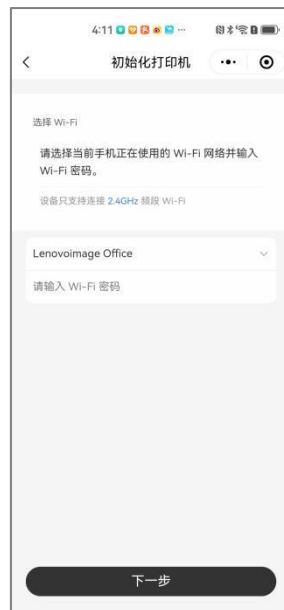 4:11
初始化打印机
选择 Wi-Fi
请选择当前手机正在使用的 Wi-Fi 网络并输入
Wi-Fi 密码。
设备只支持连接 2.4GHz 频段 Wi-Fi
Lenovoimage Office
请输入 Wi-Fi 密码
下一步